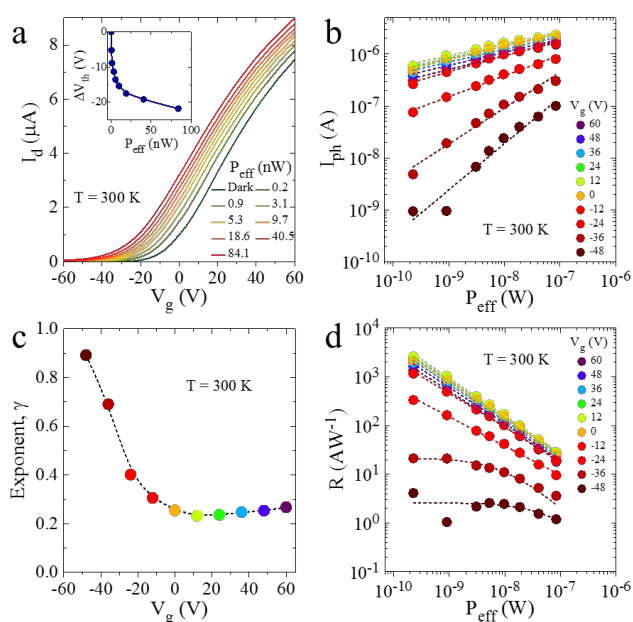 a
I_d (μA)
8
6
4
2
0
-60 -40 -20 0 20 40 60
V_g (V)
ΔV_th (V)
0
-10
-20
0 50 100
P_eff (nW)
T = 300 K
P_eff (nW)
Dark 0.2
0.9 3.1
5.3 9.7
18.6 40.5
84.1
b
I_ph (A)
10^-5
10^-6
10^-7
10^-8
10^-9
10^-10
10^-10 10^-9 10^-8 10^-7 10^-6
P_eff (W)
T = 300 K
V_g (V)
60
48
36
24
12
0
-12
-24
-36
-48
c
Exponent, γ
1.0
0.8
0.6
0.4
0.2
0.0
-60 -40 -20 0 20 40 60
V_g (V)
T = 300 K
d
R (AW^-1)
10^4
10^3
10^2
10^1
10^0
10^-1
10^-10 10^-9 10^-8 10^-7 10^-6
P_eff (W)
T = 300 K
V_g (V)
60
48
36
24
12
0
-12
-24
-36
-48